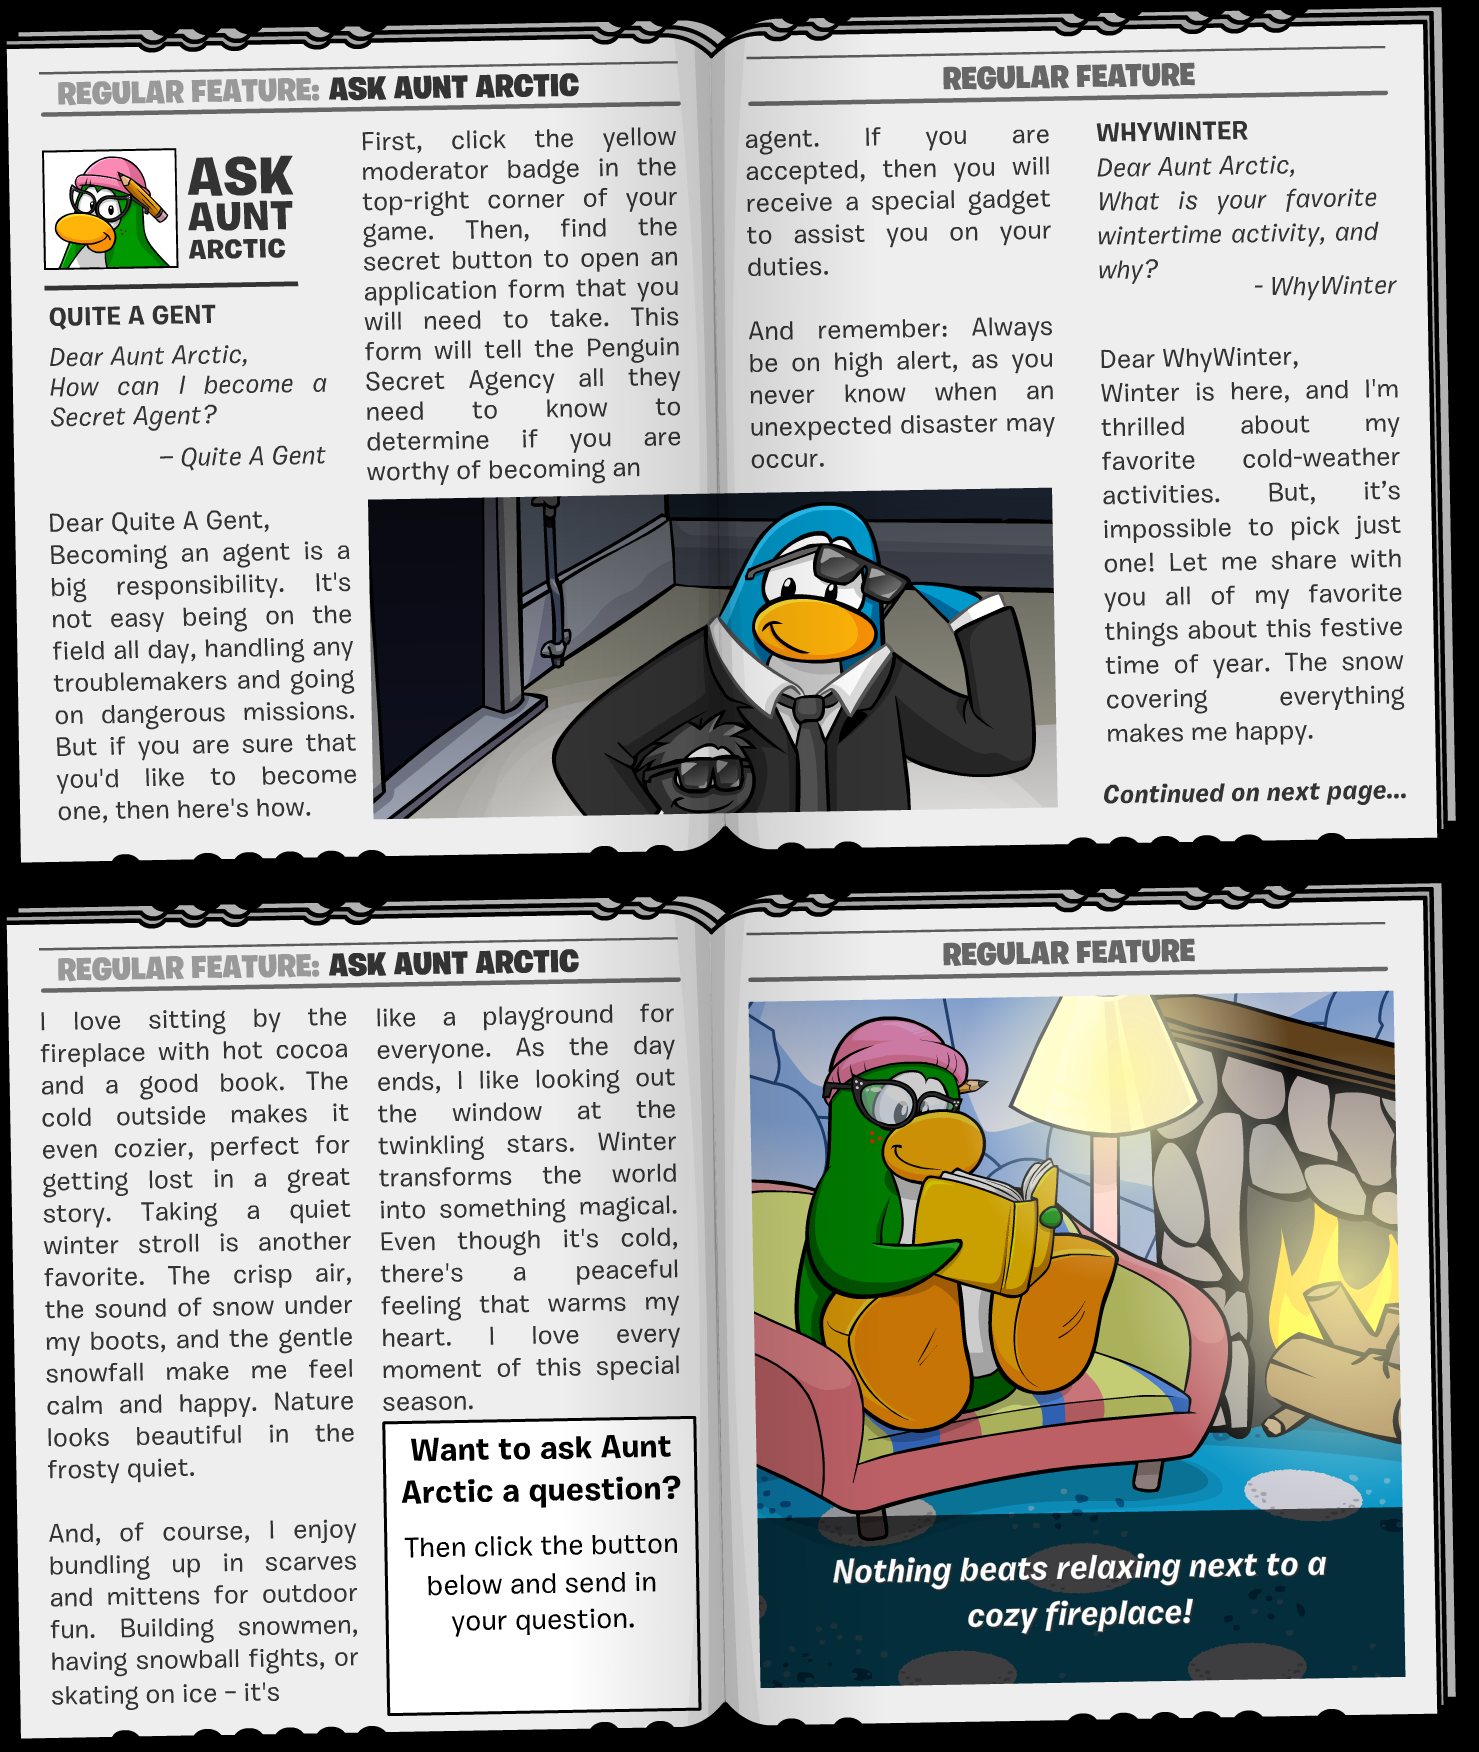 REGULAR FEATURE: ASK AUNT ARCTIC
ASK
AUNT
ARCTIC
QUITE A GENT
Dear Aunt Arctic,
How can I become a
Secret Agent?
– Quite A Gent
Dear Quite A Gent,
Becoming an agent is a
big responsibility. It's
not easy being on the
field all day, handling any
troublemakers and going
on dangerous missions.
But if you are sure that
you'd like to become
one, then here's how.
First, click the yellow
moderator badge in the
top-right corner of your
game. Then, find the
secret button to open an
application form that you
will need to take. This
form will tell the Penguin
Secret Agency all they
need to know to
determine if you are
worthy of becoming an
REGULAR FEATURE
agent. If you are
accepted, then you will
receive a special gadget
to assist you on your
duties.
And remember: Always
be on high alert, as you
never know when an
unexpected disaster may
occur.
WHYWINTER
Dear Aunt Arctic,
What is your favorite
wintertime activity, and
why?
- WhyWinter
Dear WhyWinter,
Winter is here, and I'm
thrilled about my
favorite cold-weather
activities. But, it’s
impossible to pick just
one! Let me share with
you all of my favorite
things about this festive
time of year. The snow
covering everything
makes me happy.
Continued on next page...
REGULAR FEATURE: ASK AUNT ARCTIC
I love sitting by the
fireplace with hot cocoa
and a good book. The
cold outside makes it
even cozier, perfect for
getting lost in a great
story. Taking a quiet
winter stroll is another
favorite. The crisp air,
the sound of snow under
my boots, and the gentle
snowfall make me feel
calm and happy. Nature
looks beautiful in the
frosty quiet.
And, of course, I enjoy
bundling up in scarves
and mittens for outdoor
fun. Building snowmen,
having snowball fights, or
skating on ice – it's
like a playground for
everyone. As the day
ends, I like looking out
the window at the
twinkling stars. Winter
transforms the world
into something magical.
Even though it's cold,
there's a peaceful
feeling that warms my
heart. I love every
moment of this special
season.
Want to ask Aunt
Arctic a question?
Then click the button
below and send in
your question.
REGULAR FEATURE
Nothing beats relaxing next to a
cozy fireplace!